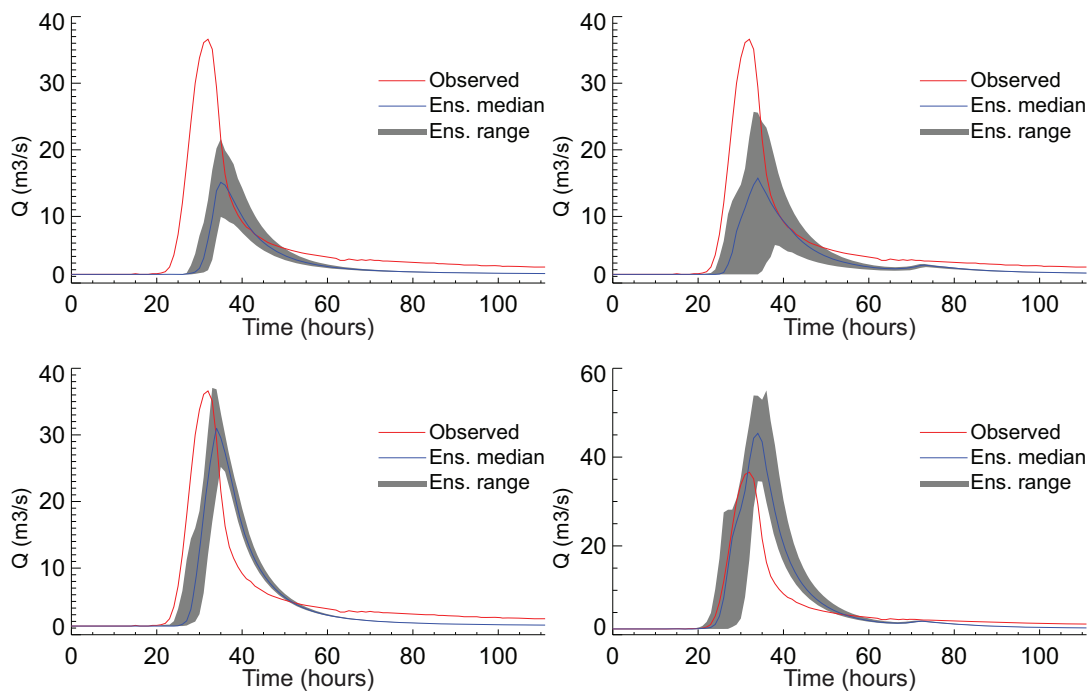 40
30
20
10
0
Q (m3/s)
Observed
Ens. median
Ens. range
0 20 40 60 80 100
Time (hours)
40
30
20
10
0
Q (m3/s)
Observed
Ens. median
Ens. range
0 20 40 60 80 100
Time (hours)
40
30
20
10
0
Q (m3/s)
Observed
Ens. median
Ens. range
0 20 40 60 80 100
Time (hours)
60
40
20
0
Q (m3/s)
Observed
Ens. median
Ens. range
0 20 40 60 80 100
Time (hours)